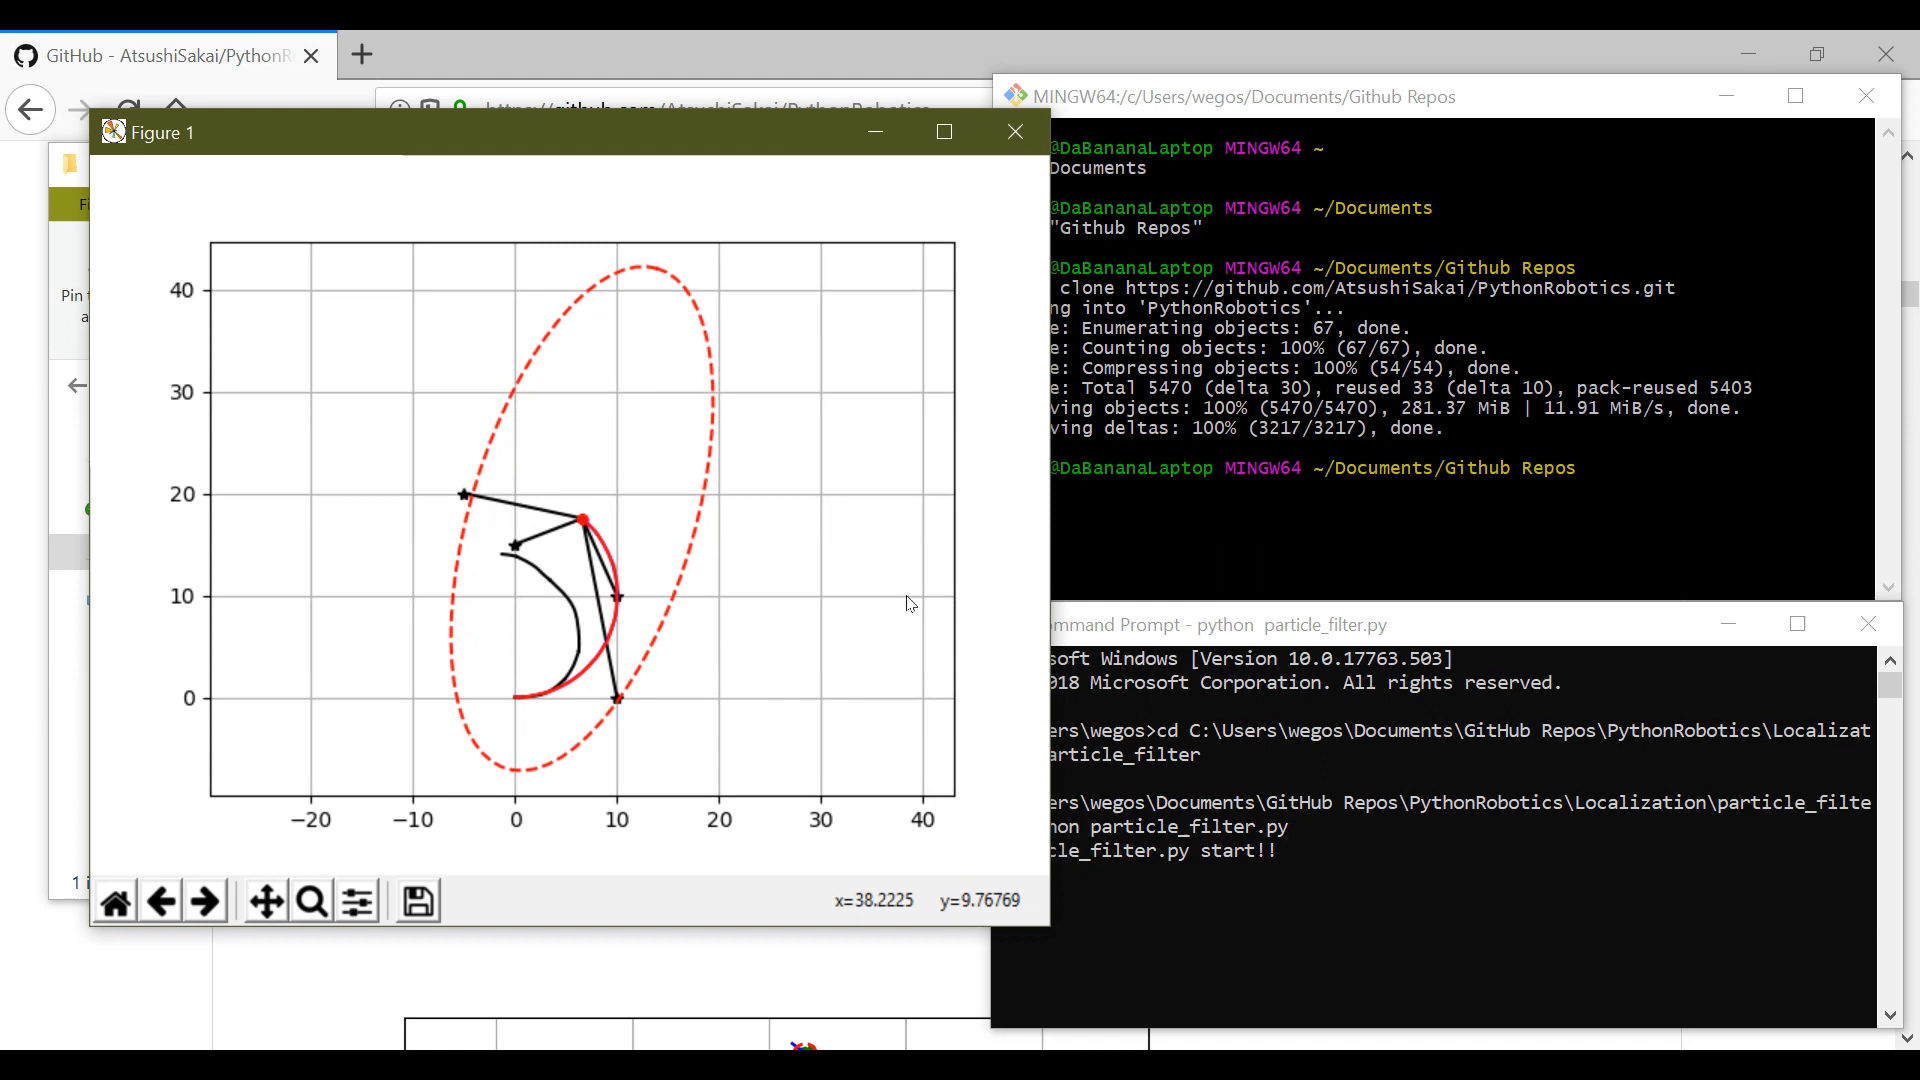 GitHub - AtsushiSakai/PythonR
MINGW64:/c/Users/wegos/Documents/Github Repos
Figure 1
@DaBananaLaptop MINGW64 ~
Documents
@DaBananaLaptop MINGW64 ~/Documents
"Github Repos"
@DaBananaLaptop MINGW64 ~/Documents/Github Repos
clone https://github.com/AtsushiSakai/PythonRobotics.git
ng into 'PythonRobotics'...
e: Enumerating objects: 67, done.
e: Counting objects: 100% (67/67), done.
e: Compressing objects: 100% (54/54), done.
e: Total 5470 (delta 30), reused 33 (delta 10), pack-reused 5403
ving objects: 100% (5470/5470), 281.37 MiB | 11.91 MiB/s, done.
ving deltas: 100% (3217/3217), done.
@DaBananaLaptop MINGW64 ~/Documents/Github Repos
Pin
40
30
20
10
0
−20 −10 0 10 20 30 40
x=38.2225 y=9.76769
ommand Prompt - python particle_filter.py
soft Windows [Version 10.0.17763.503]
018 Microsoft Corporation. All rights reserved.
ers\wegos>cd C:\Users\wegos\Documents\GitHub Repos\PythonRobotics\Localizat
article_filter
ers\wegos\Documents\GitHub Repos\PythonRobotics\Localization\particle_filte
hon particle_filter.py
cle_filter.py start!!